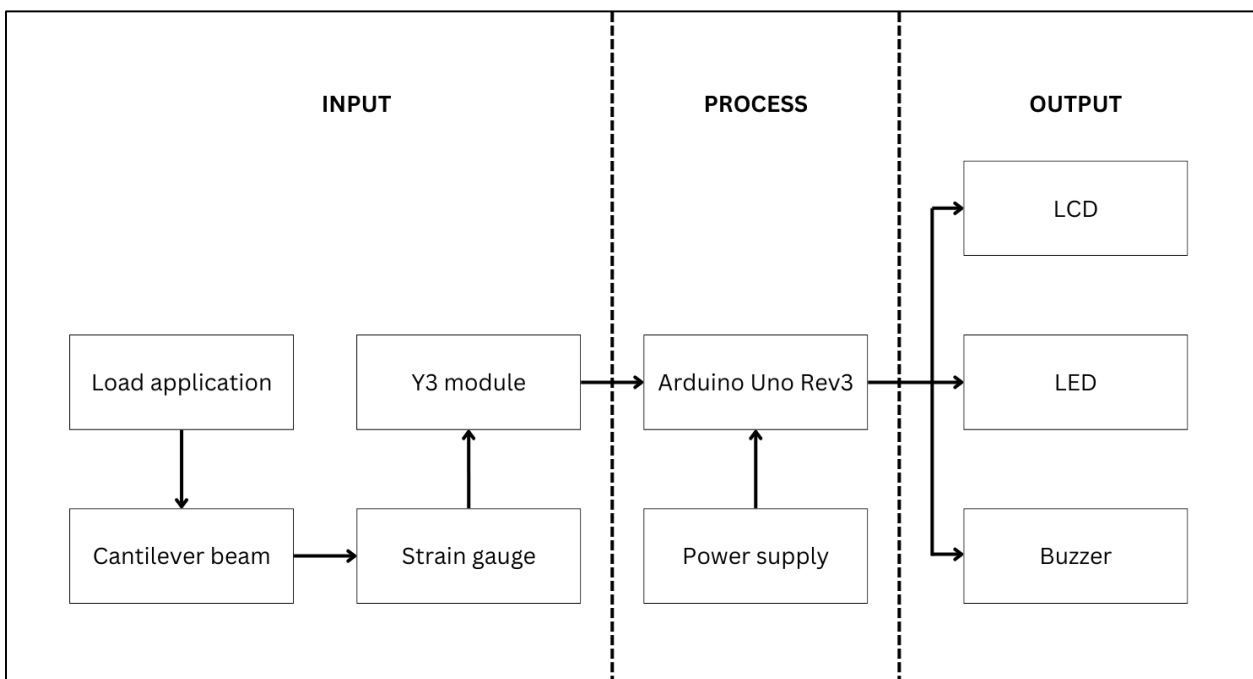 INPUT
PROCESS
OUTPUT
LCD
Load application
Y3 module
Arduino Uno Rev3
LED
Cantilever beam
Strain gauge
Power supply
Buzzer